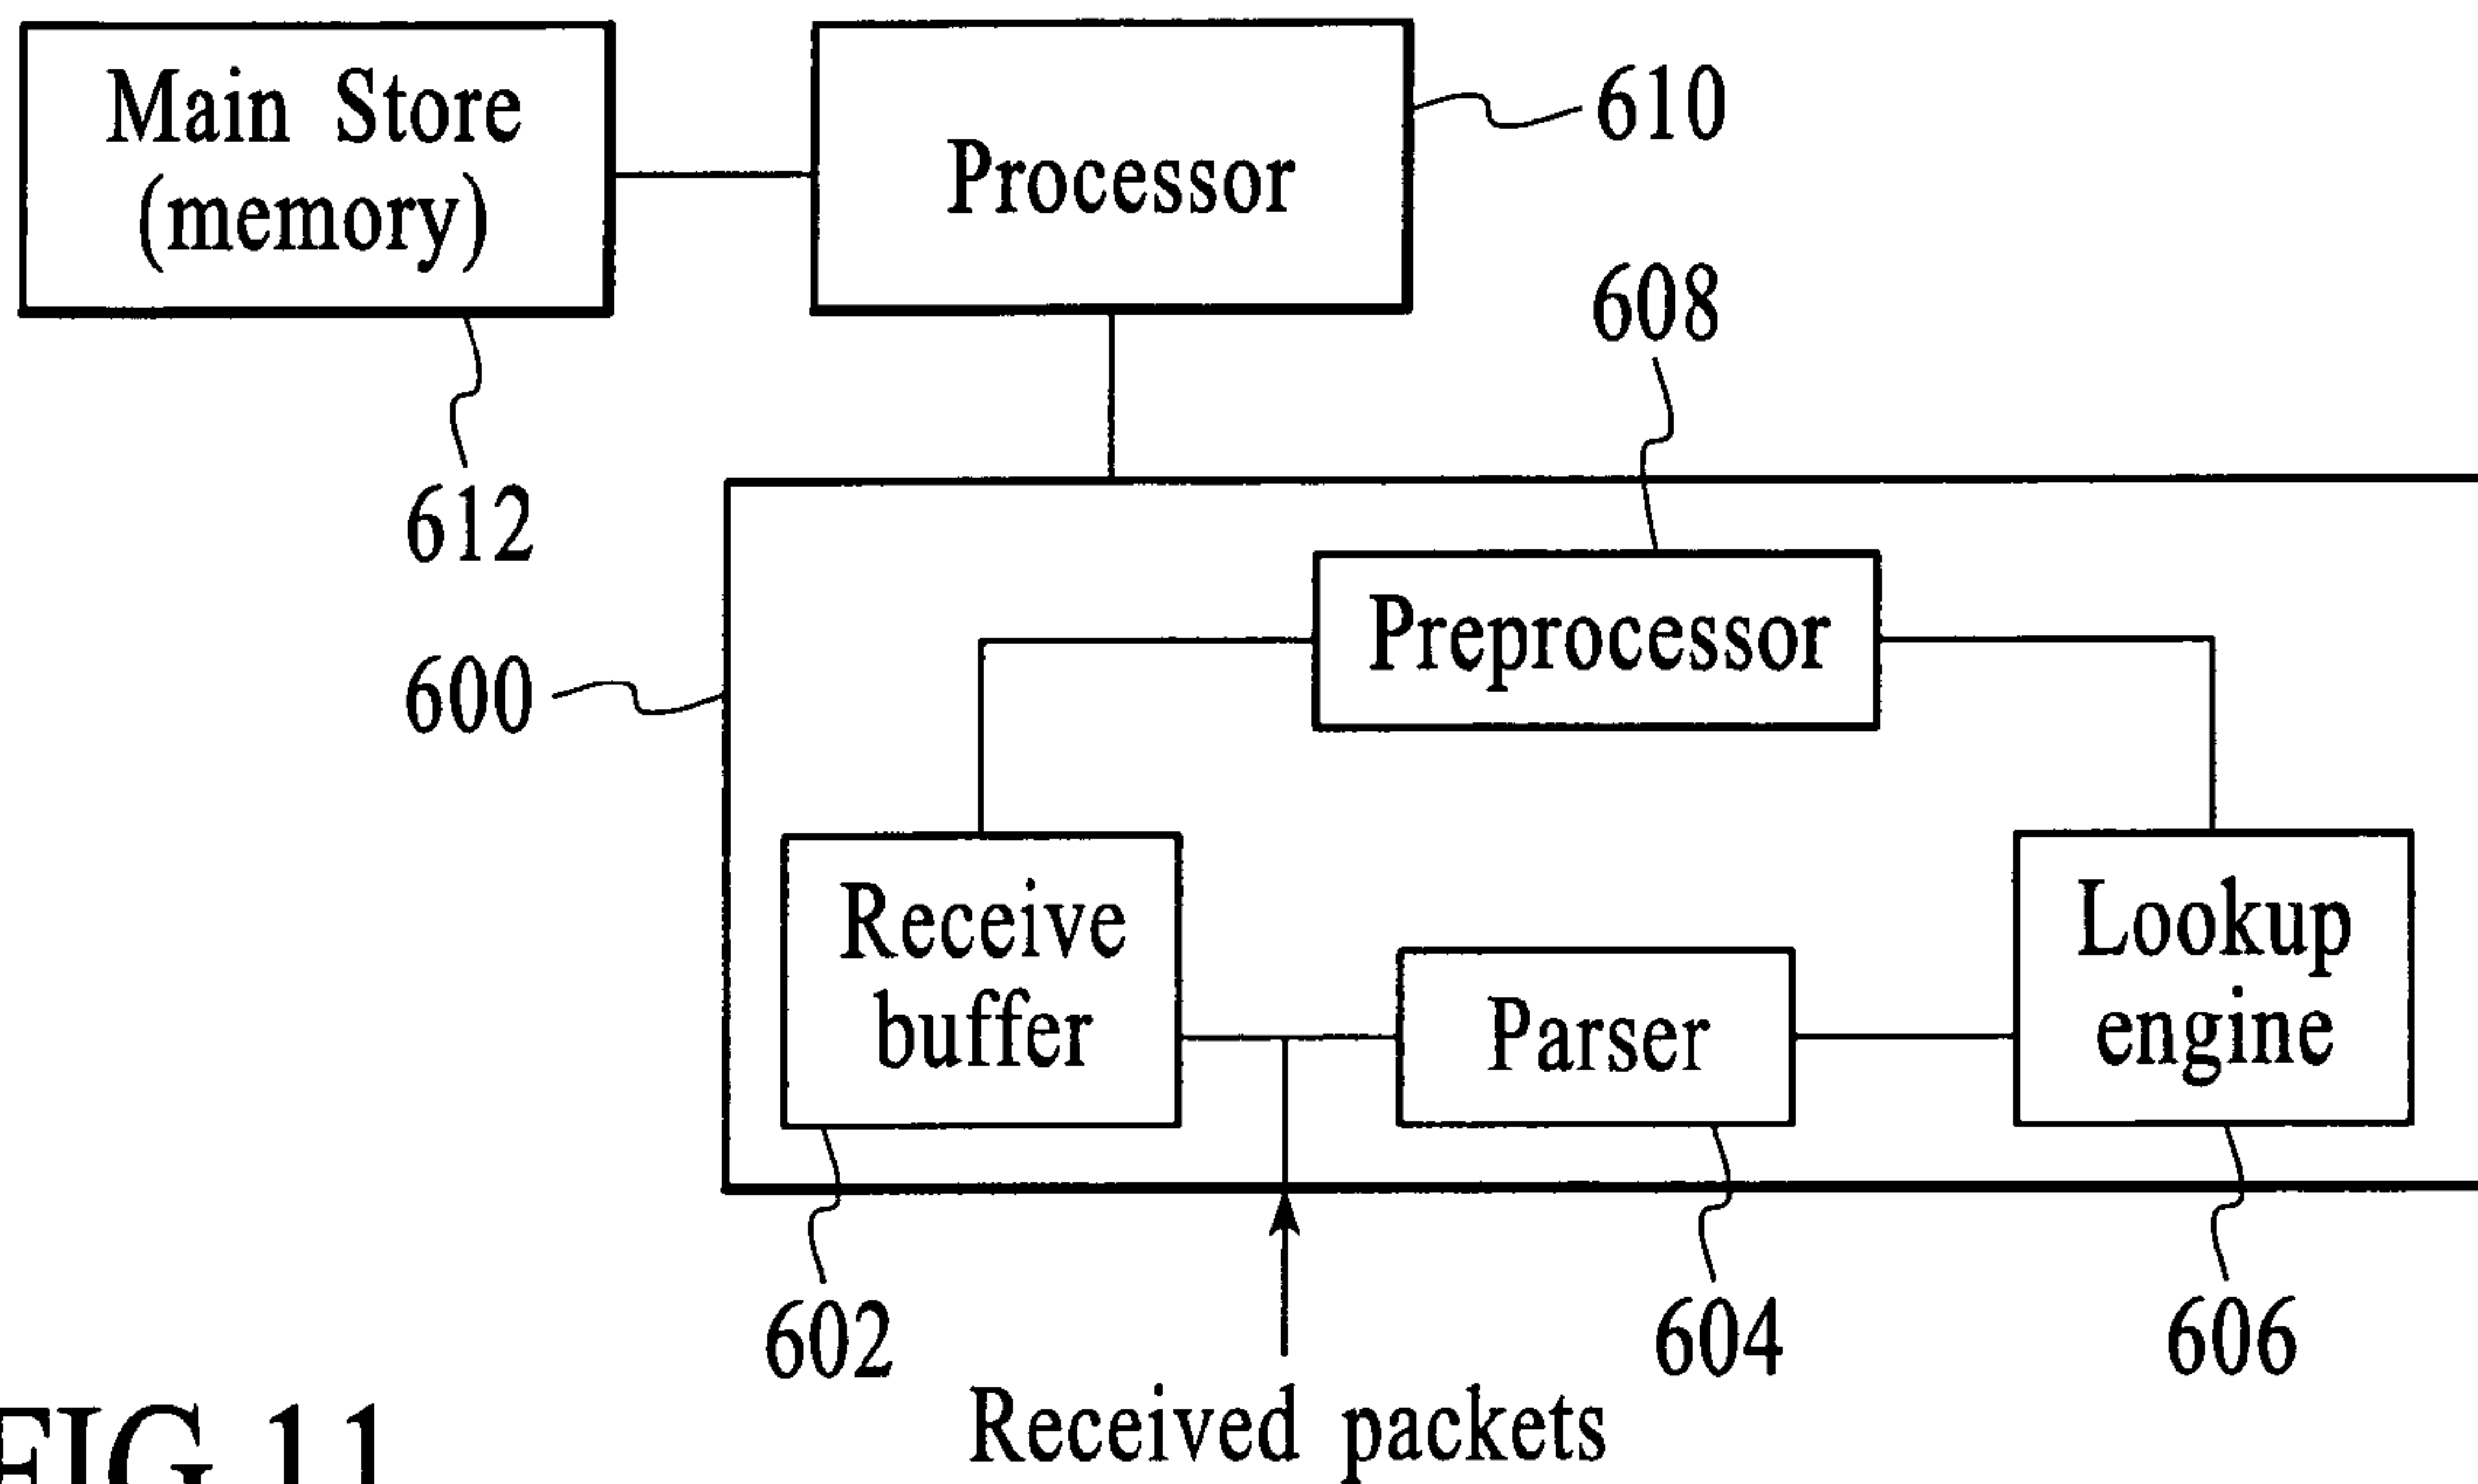 Main Store
(memory)
Processor
610
608
612
600
Preprocessor
Receive
buffer
Parser
Lookup
engine
602
604
606
Received packets
FIG 11